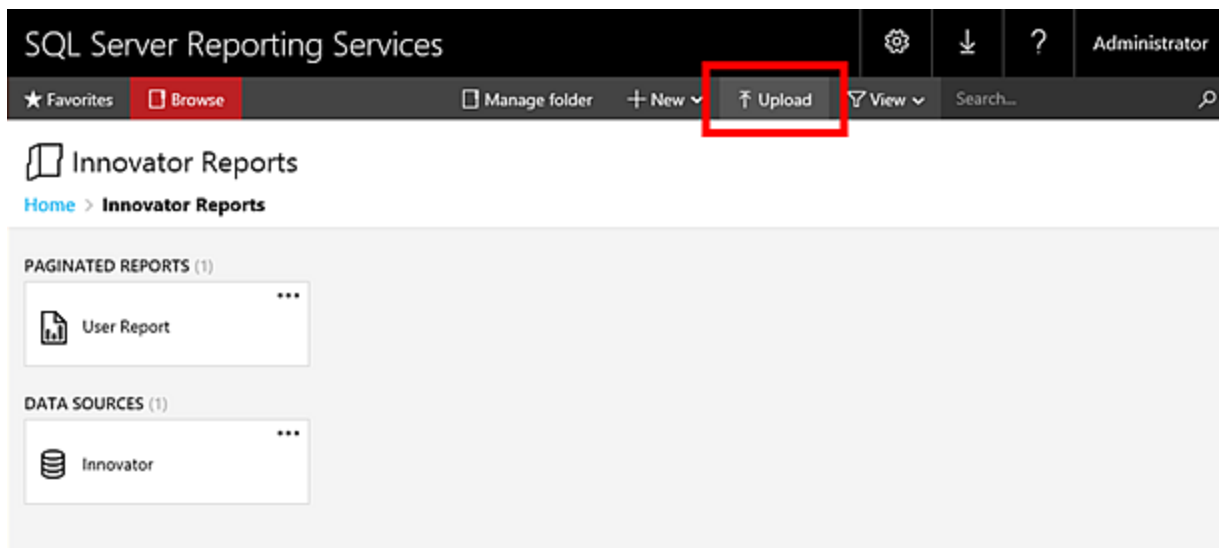 SQL Server Reporting Services
? Administrator
Favorites Browse Manage folder + New Upload View Search...
Innovator Reports
Home > Innovator Reports
PAGINATED REPORTS (1)
User Report
DATA SOURCES (1)
Innovator